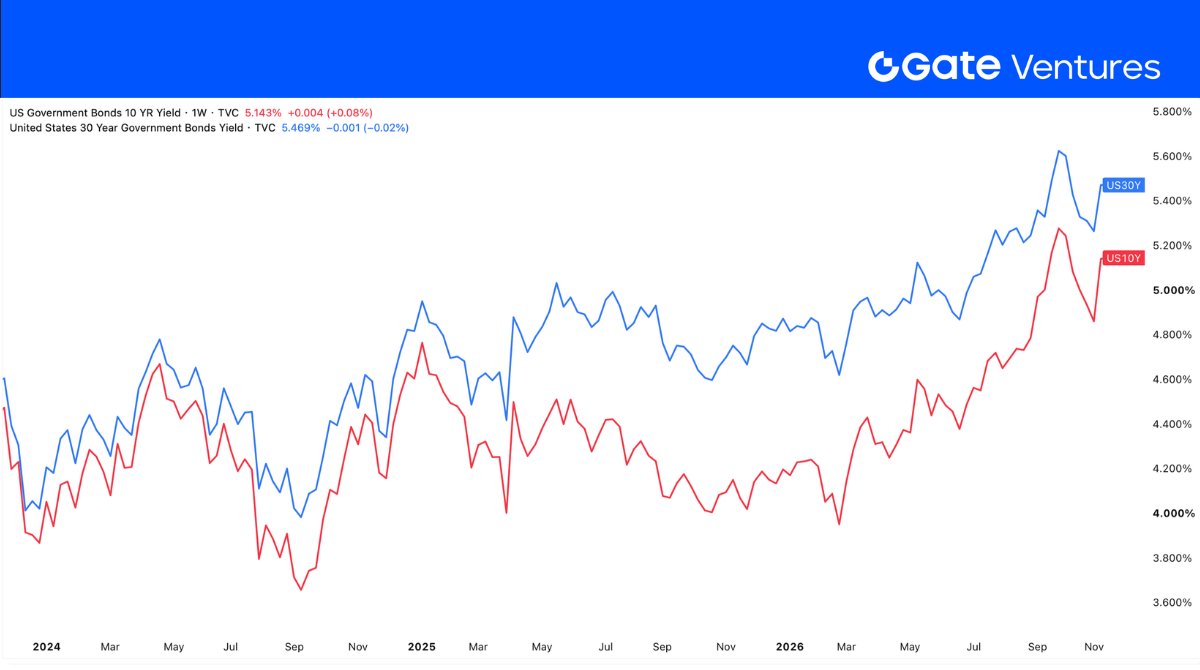 Gate Ventures
US Government Bonds 10 YR Yield · 1W · TVC 5.143% +0.004 (+0.08%)
United States 30 Year Government Bonds Yield · TVC 5.469% −0.001 (−0.02%)
5.800%
5.600%
US30Y
5.400%
5.200%
US10Y
5.000%
4.800%
4.600%
4.400%
4.200%
4.000%
3.800%
3.600%
2024 Mar May Jul Sep Nov 2025 Mar May Jul Sep Nov 2026 Mar May Jul Sep Nov